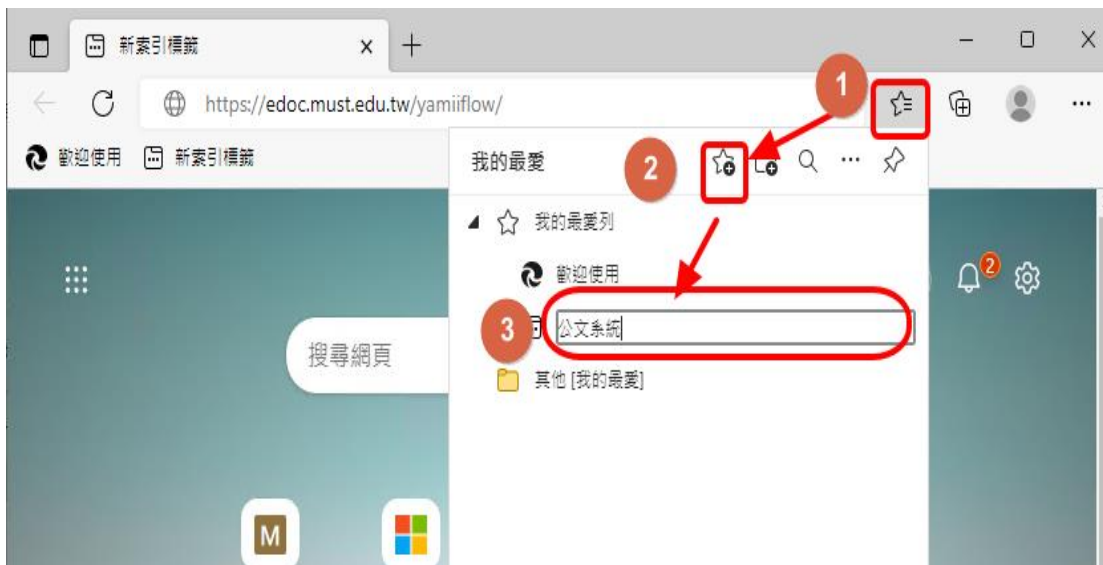 新索引標籤
https://edoc.must.edu.tw/yamiiflow/
1
歡迎使用
新索引標籤
我的最愛
2
我的最愛列
歡迎使用
2
3
公文系統
搜尋網頁
其他 [我的最愛]
M